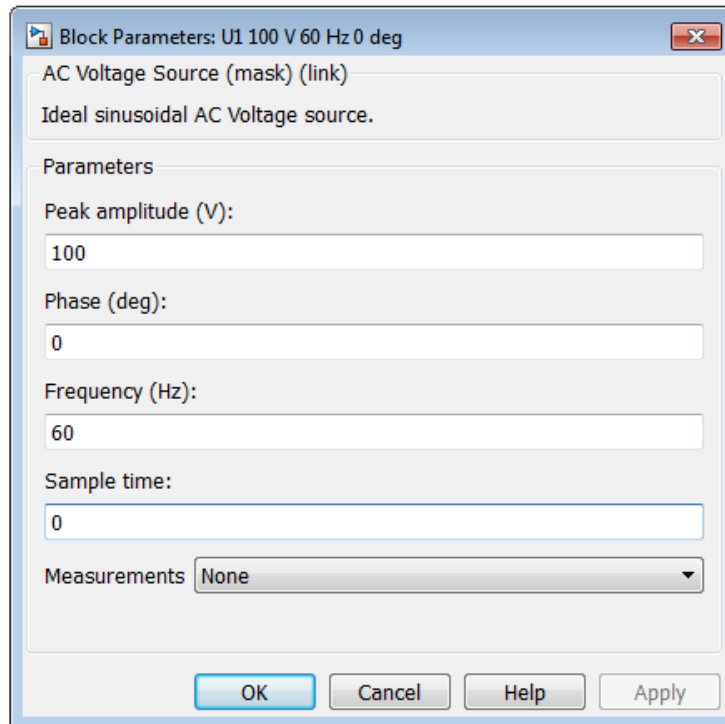 Block Parameters: U1 100 V 60 Hz 0 deg
AC Voltage Source (mask) (link)
Ideal sinusoidal AC Voltage source.
Parameters
Peak amplitude (V):
100
Phase (deg):
0
Frequency (Hz):
60
Sample time:
0
Measurements None
OK Cancel Help Apply